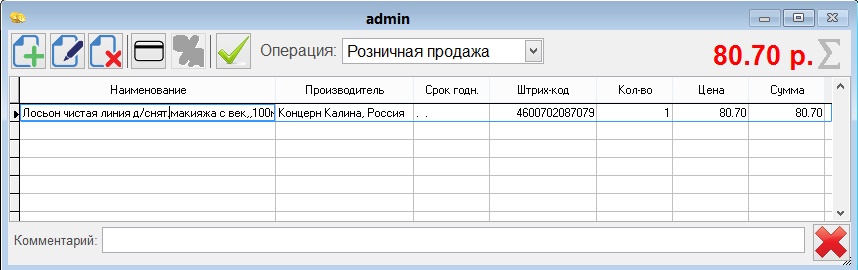 admin
Операция: Розничная продажа 80.70 р. Σ
Наименование Производитель Срок годн. Штрих-код Кол-во Цена Сумма
Лосьон чистая линия д/снят.макияжа с век,,100м Концерн Калина, Россия . . 4600702087079 1 80.70 80.70
Комментарий: